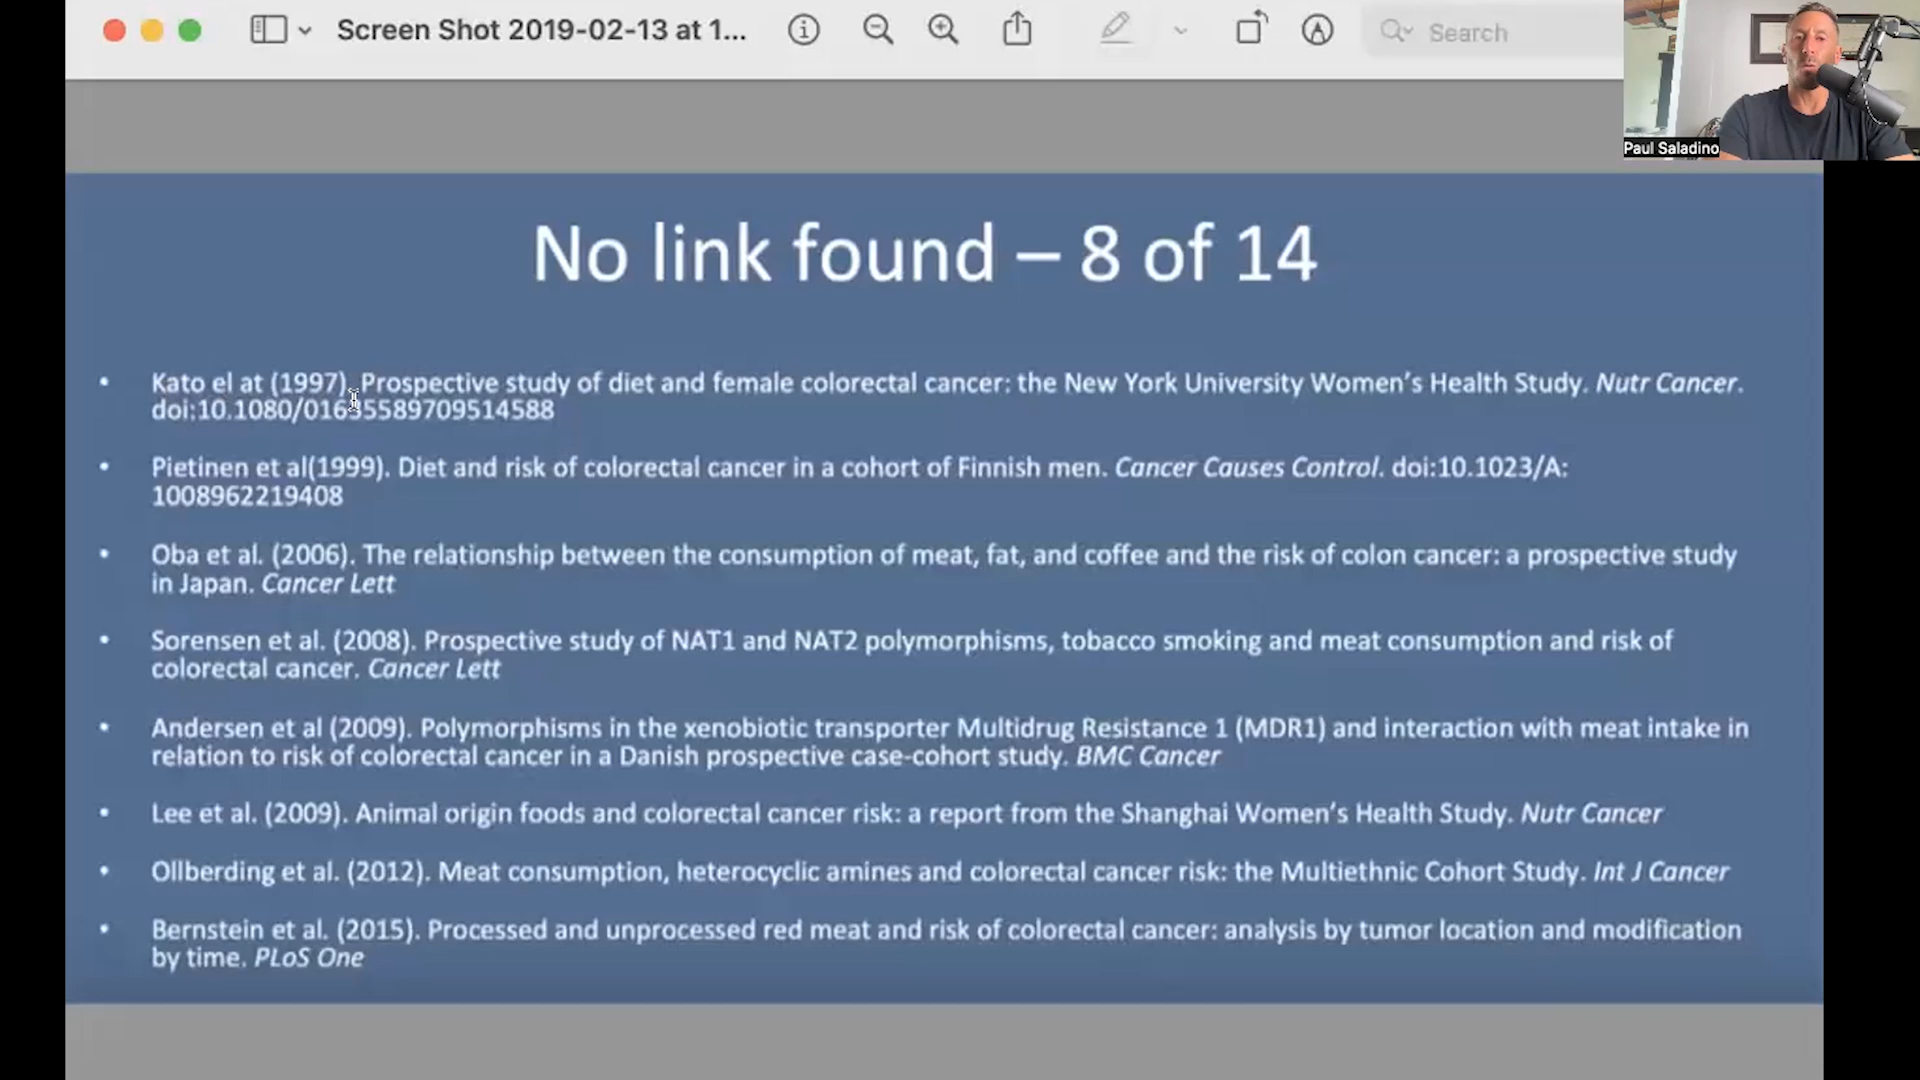 Screen Shot 2019-02-13 at 1...
Search
Paul Saladino
No link found – 8 of 14
• Kato el at (1997). Prospective study of diet and female colorectal cancer: the New York University Women's Health Study. Nutr Cancer.
doi:10.1080/01635589709514588
• Pietinen et al(1999). Diet and risk of colorectal cancer in a cohort of Finnish men. Cancer Causes Control. doi:10.1023/A:
1008962219408
• Oba et al. (2006). The relationship between the consumption of meat, fat, and coffee and the risk of colon cancer: a prospective study
in Japan. Cancer Lett
• Sorensen et al. (2008). Prospective study of NAT1 and NAT2 polymorphisms, tobacco smoking and meat consumption and risk of
colorectal cancer. Cancer Lett
• Andersen et al (2009). Polymorphisms in the xenobiotic transporter Multidrug Resistance 1 (MDR1) and interaction with meat intake in
relation to risk of colorectal cancer in a Danish prospective case-cohort study. BMC Cancer
• Lee et al. (2009). Animal origin foods and colorectal cancer risk: a report from the Shanghai Women's Health Study. Nutr Cancer
• Ollberding et al. (2012). Meat consumption, heterocyclic amines and colorectal cancer risk: the Multiethnic Cohort Study. Int J Cancer
• Bernstein et al. (2015). Processed and unprocessed red meat and risk of colorectal cancer: analysis by tumor location and modification
by time. PLoS One